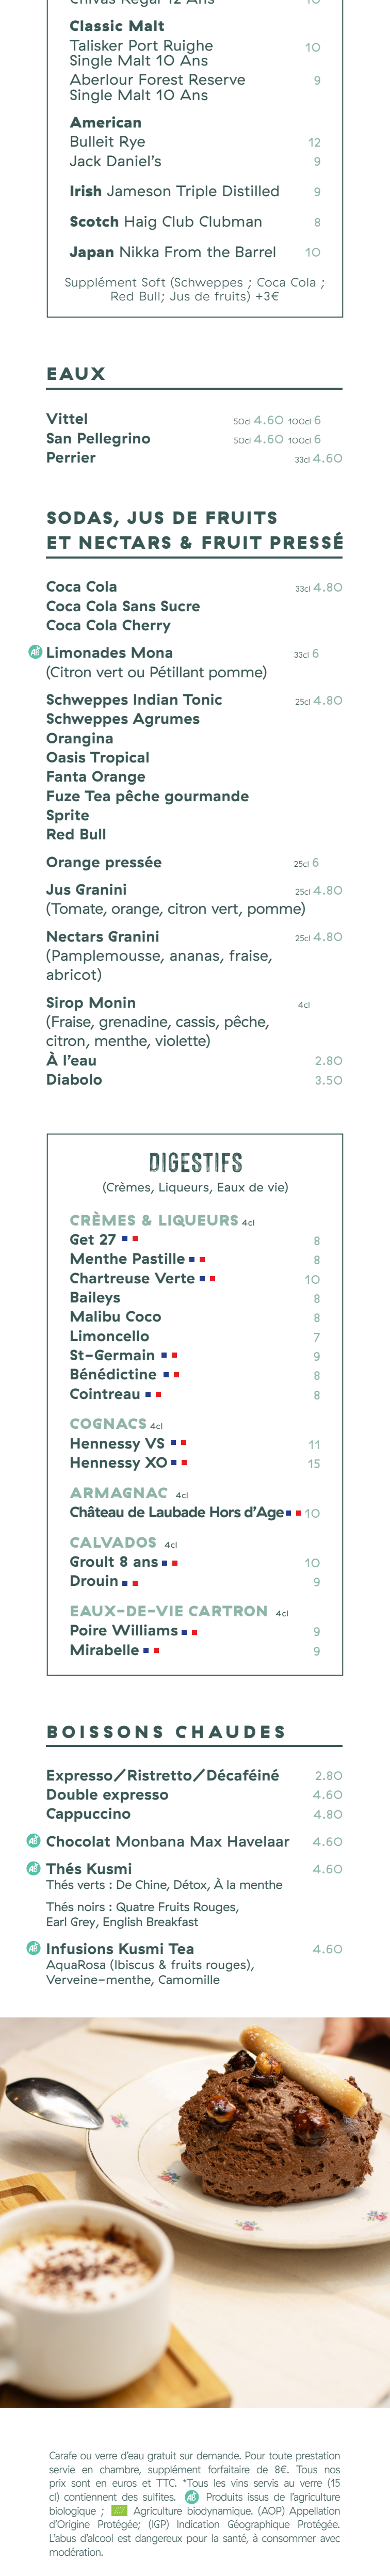 Chivas Regal 12 Ans 10
Classic Malt
Talisker Port Ruighe 10
Single Malt 10 Ans
Aberlour Forest Reserve 9
Single Malt 10 Ans
American
Bulleit Rye 12
Jack Daniel's 9
Irish Jameson Triple Distilled 9
Scotch Haig Club Clubman 8
Japan Nikka From the Barrel 10
Supplément Soft (Schweppes ; Coca Cola ;
Red Bull; Jus de fruits) +3€
EAUX
Vittel 50cl 4.60 100cl 6
San Pellegrino 50cl 4.60 100cl 6
Perrier 33cl 4.60
SODAS, JUS DE FRUITS
ET NECTARS & FRUIT PRESSÉ
Coca Cola 33cl 4.80
Coca Cola Sans Sucre
Coca Cola Cherry
AB Limonades Mona 33cl 6
(Citron vert ou Pétillant pomme)
Schweppes Indian Tonic 25cl 4.80
Schweppes Agrumes
Orangina
Oasis Tropical
Fanta Orange
Fuze Tea pêche gourmande
Sprite
Red Bull
Orange pressée 25cl 6
Jus Granini 25cl 4.80
(Tomate, orange, citron vert, pomme)
Nectars Granini 25cl 4.80
(Pamplemousse, ananas, fraise,
abricot)
Sirop Monin 4cl
(Fraise, grenadine, cassis, pêche,
citron, menthe, violette)
À l'eau 2.80
Diabolo 3.50
DIGESTIFS
(Crèmes, Liqueurs, Eaux de vie)
CRÈMES & LIQUEURS 4cl
Get 27 8
Menthe Pastille 8
Chartreuse Verte 10
Baileys 8
Malibu Coco 8
Limoncello 7
St-Germain 9
Bénédictine 8
Cointreau 8
COGNACS 4cl
Hennessy VS 11
Hennessy XO 15
ARMAGNAC 4cl
Château de Laubade Hors d'Age 10
CALVADOS 4cl
Groult 8 ans 10
Drouin 9
EAUX-DE-VIE CARTRON 4cl
Poire Williams 9
Mirabelle 9
BOISSONS CHAUDES
Expresso/Ristretto/Décaféiné 2.80
Double expresso 4.60
Cappuccino 4.80
AB Chocolat Monbana Max Havelaar 4.60
AB Thés Kusmi 4.60
Thés verts : De Chine, Détox, À la menthe
Thés noirs : Quatre Fruits Rouges,
Earl Grey, English Breakfast
AB Infusions Kusmi Tea 4.60
AquaRosa (Ibiscus & fruits rouges),
Verveine-menthe, Camomille
Carafe ou verre d'eau gratuit sur demande. Pour toute prestation
servie en chambre, supplément forfaitaire de 8€. Tous nos
prix sont en euros et TTC. *Tous les vins servis au verre (15
cl) contiennent des sulfites. AB Produits issus de l'agriculture
biologique ; Agriculture biodynamique. (AOP) Appellation
d'Origine Protégée; (IGP) Indication Géographique Protégée.
L'abus d'alcool est dangereux pour la santé, à consommer avec
modération.